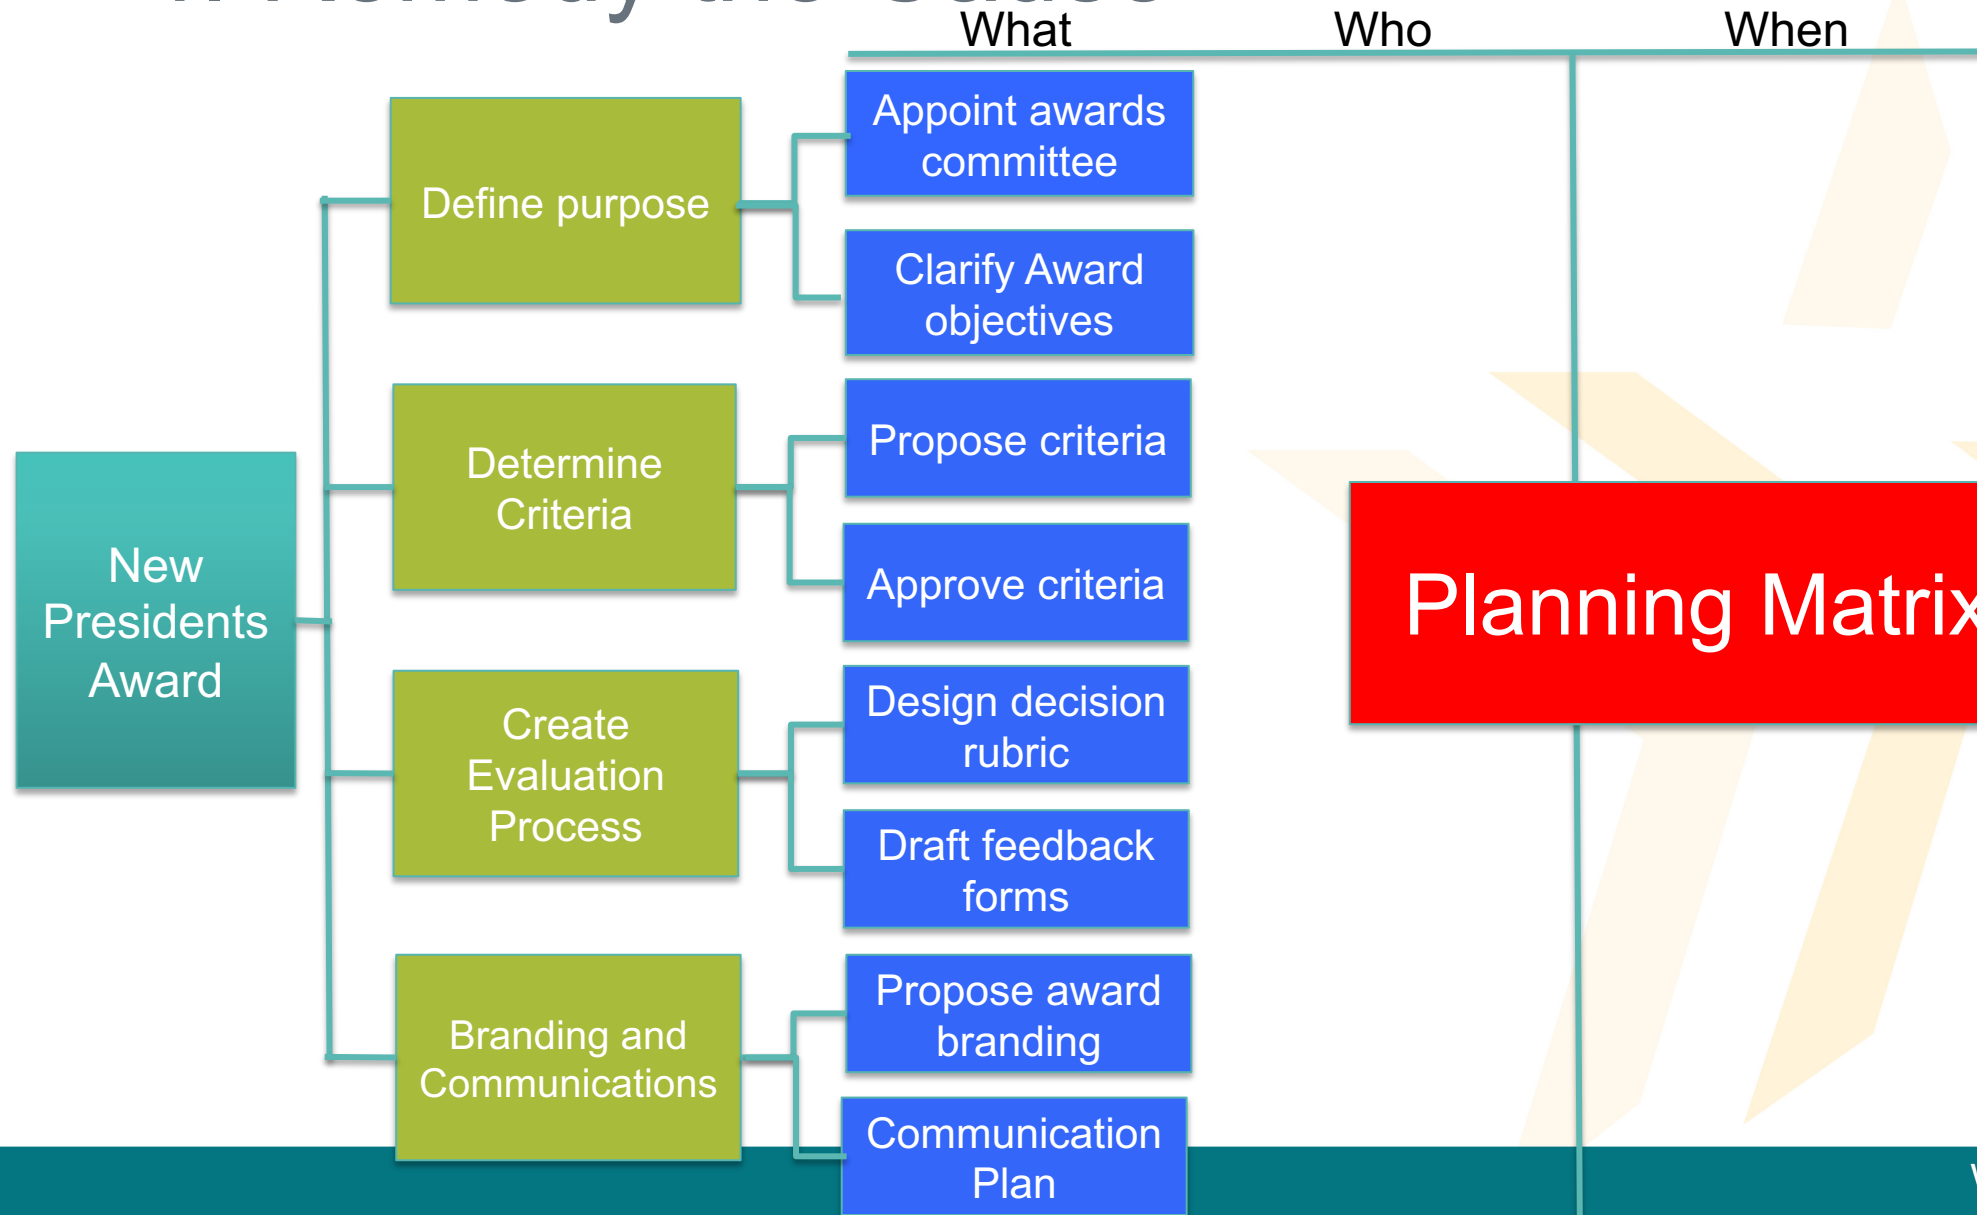 What Who When
Appoint awards
committee
Define purpose
Clarify Award
objectives
Determine
Criteria
Propose criteria
Approve criteria
New
Presidents
Award
Planning Matrix
Create
Evaluation
Process
Design decision
rubric
Draft feedback
forms
Branding and
Communications
Propose award
branding
Communication
Plan